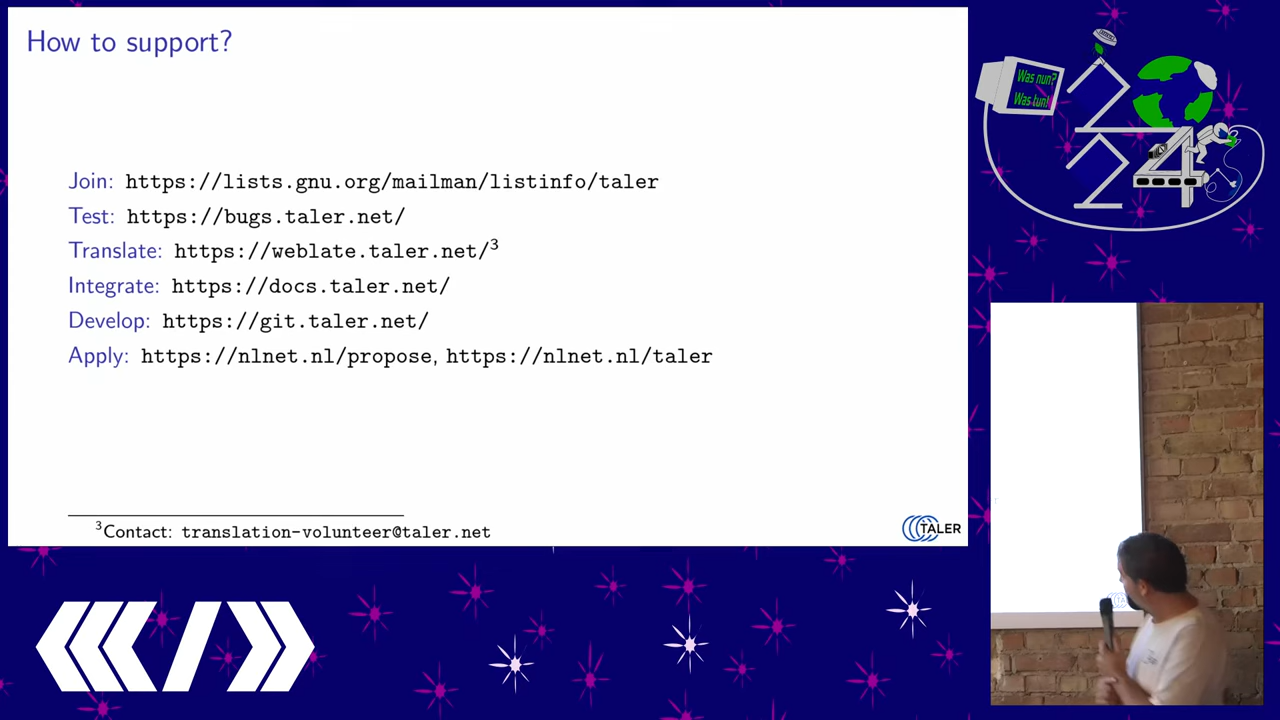 How to support?
Join: https://lists.gnu.org/mailman/listinfo/taler
Test: https://bugs.taler.net/
Translate: https://weblate.taler.net/3
Integrate: https://docs.taler.net/
Develop: https://git.taler.net/
Apply: https://nlnet.nl/propose, https://nlnet.nl/taler
3Contact: translation-volunteer@taler.net
TALER
Was nun?
Was tun!
2024